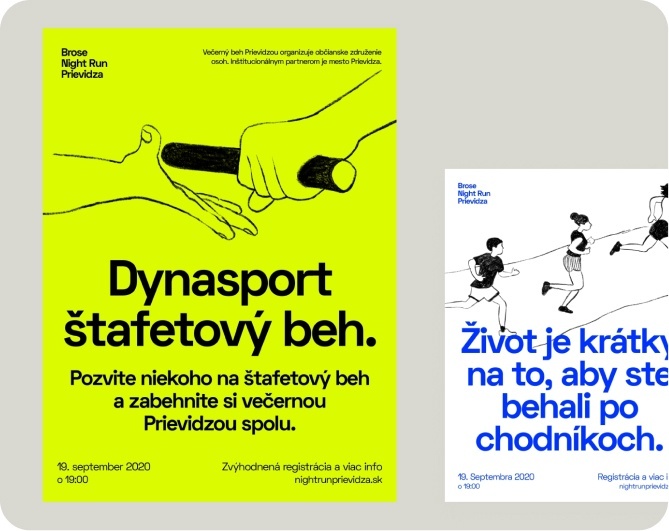 Brose
Night Run
Prievidza
Večerný beh Prievidzou organizuje občianske združenie
osoh. Inštitucionálnym partnerom je mesto Prievidza.
Dynasport
štafetový beh.
Pozvite niekoho na štafetový beh
a zabehnite si večernou
Prievidzou spolu.
19. september 2020
o 19:00
Zvýhodnená registrácia a viac info
nightrunprievidza.sk
Brose
Night Run
Prievidza
Život je krátky
na to, aby ste
behali po
chodníkoch.
19. Septembra 2020
o 19:00
Registrácia a viac i
nightrunprievidz